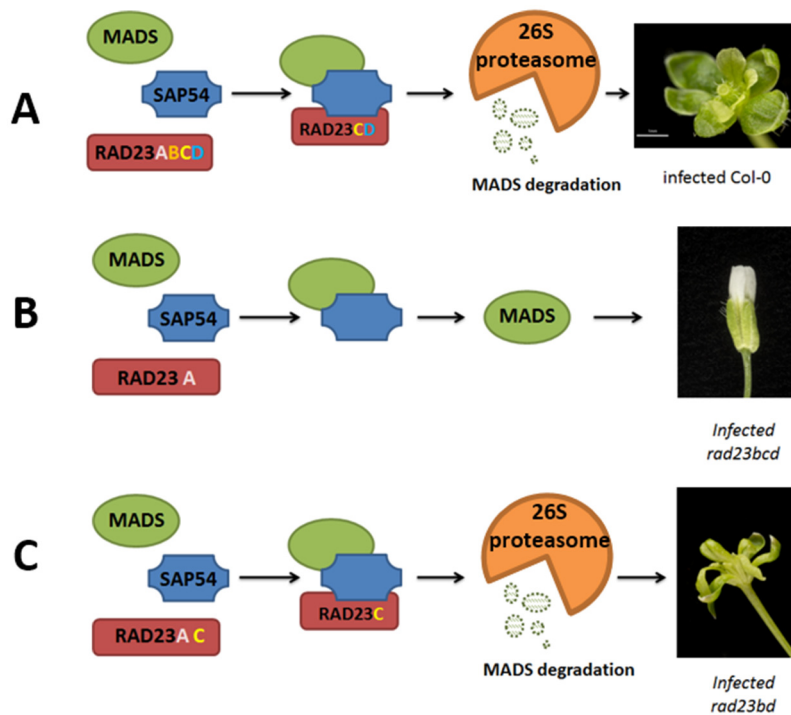 A
MADS
SAP54
RAD23ABCD
RAD23CD
26S
proteasome
MADS degradation
infected Col-0
B
MADS
SAP54
RAD23 A
MADS
Infected
rad23bcd
C
MADS
SAP54
RAD23A C
RAD23C
26S
proteasome
MADS degradation
Infected
rad23bd